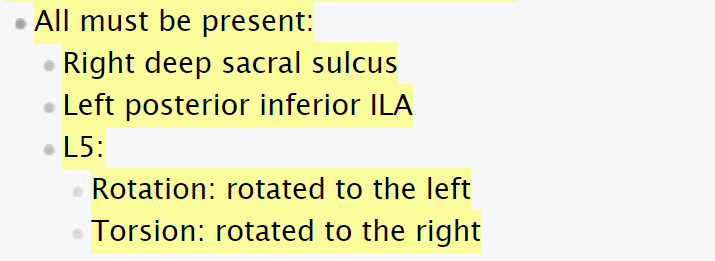 All must be present:
Right deep sacral sulcus
Left posterior inferior ILA
L5:
Rotation: rotated to the left
Torsion: rotated to the right